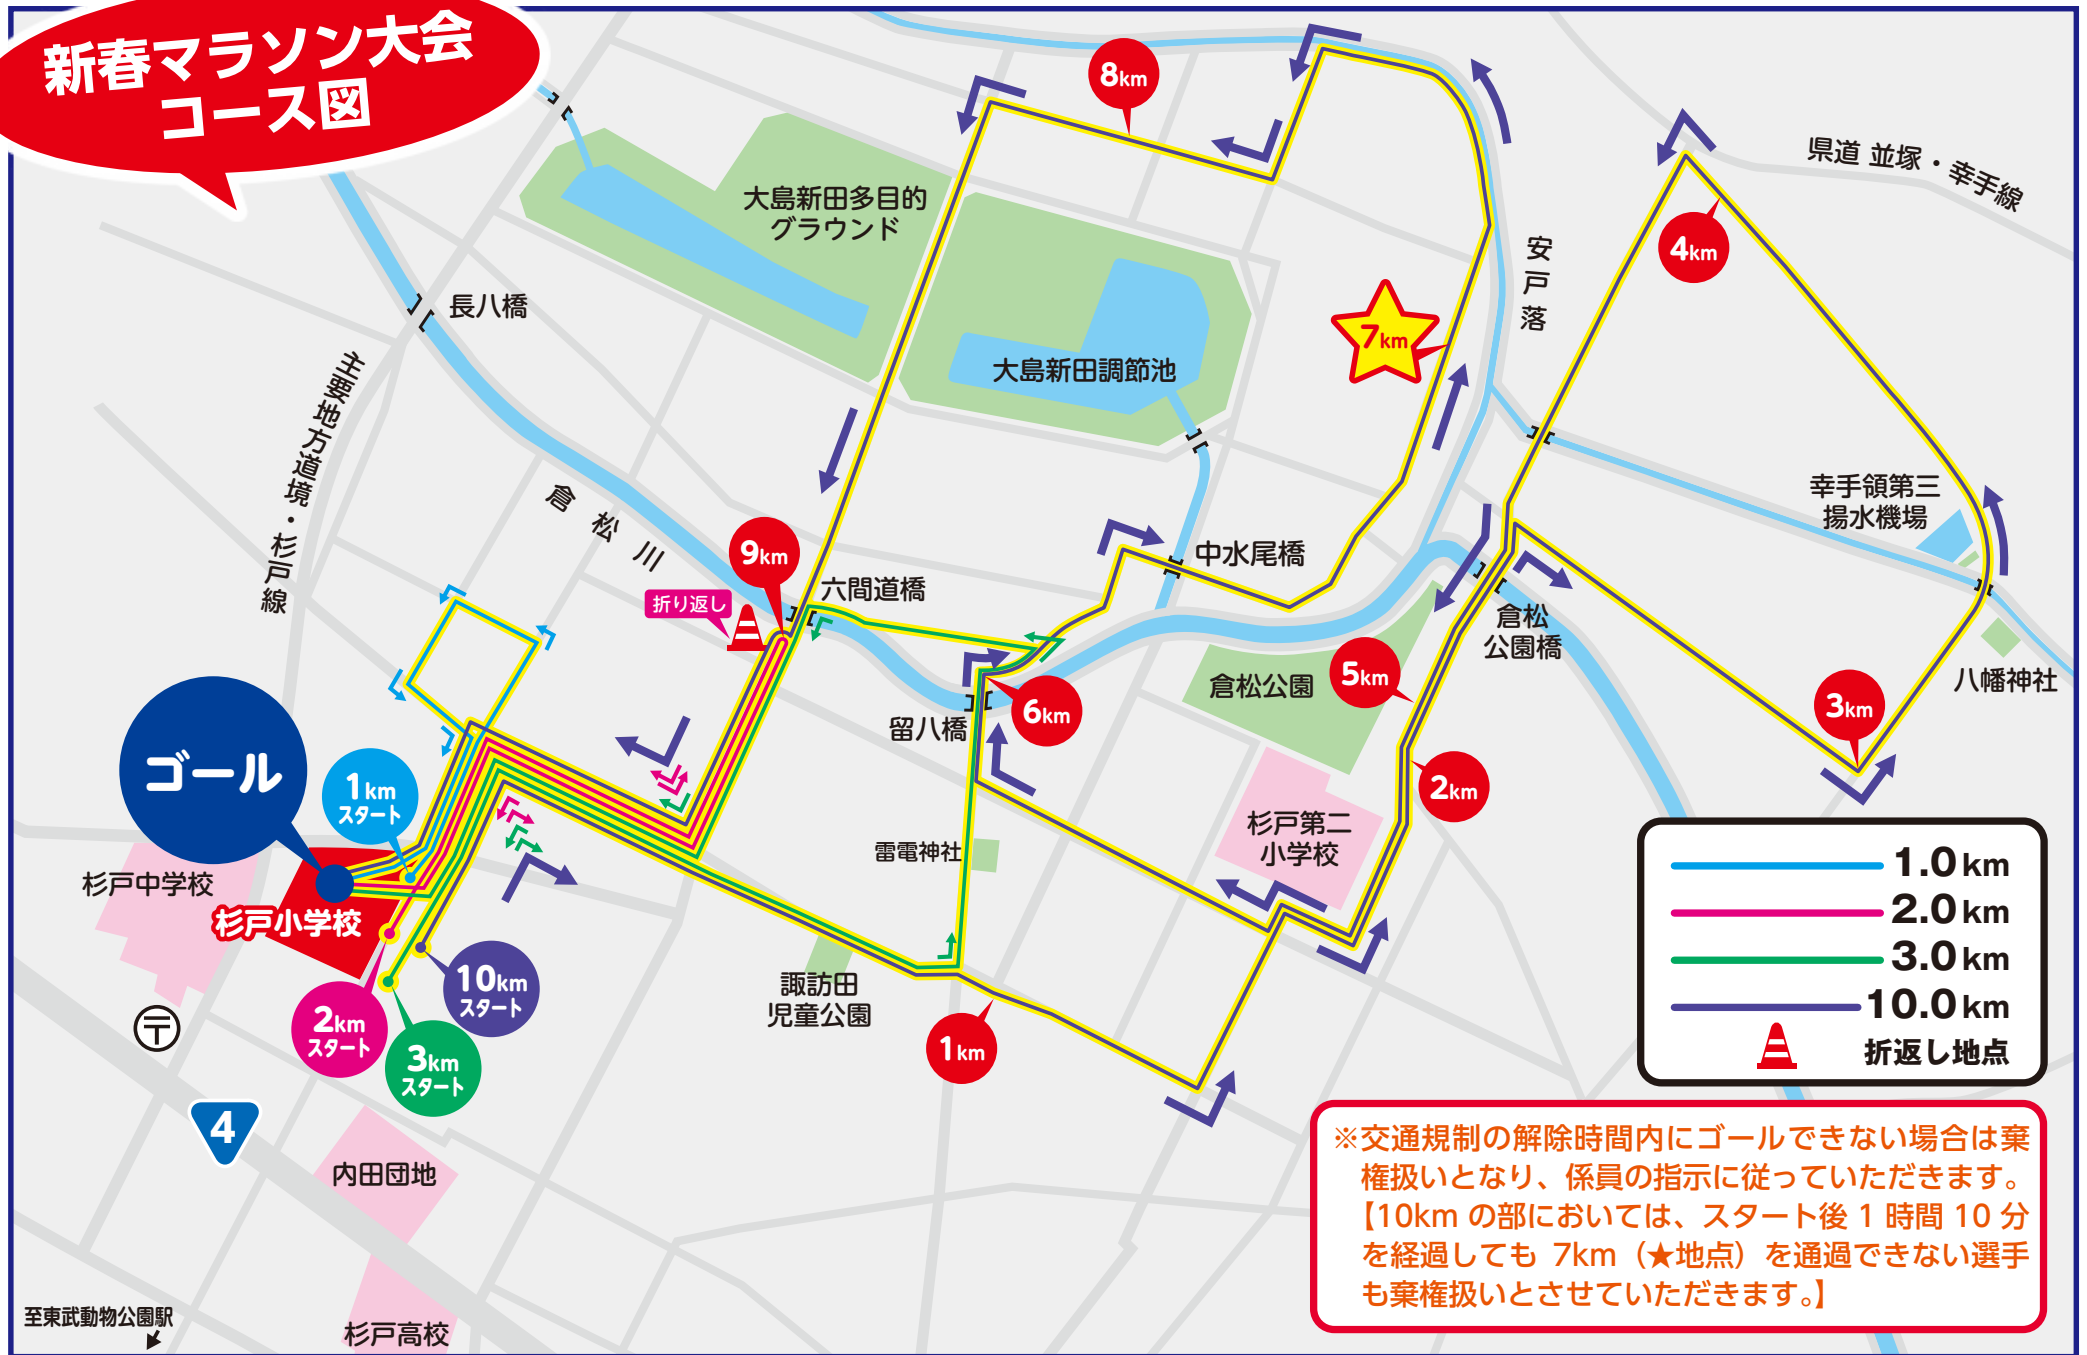 新春マラソン大会
コース図
8km
県道 並塚・幸手線
大島新田多目的
グラウンド
4km
安戸落
長八橋
7km
大島新田調節池
主要地方道境・杉戸線
倉松川
幸手領第三
揚水機場
9km
中水尾橋
六間道橋
折り返し
倉松
公園橋
5km
倉松公園
八幡神社
6km
3km
留八橋
ゴール
1km
スタート
2km
杉戸第二
小学校
雷電神社
杉戸中学校
杉戸小学校
10km
スタート
諏訪田
児童公園
2km
スタート
3km
スタート
1km
1.0km
2.0km
3.0km
10.0km
折返し地点
〒
4
内田団地
※交通規制の解除時間内にゴールできない場合は棄
権扱いとなり、係員の指示に従っていただきます。
【10km の部においては、スタート後 1 時間 10 分
を経過しても 7km（★地点）を通過できない選手
も棄権扱いとさせていただきます。】
至東武動物公園駅
杉戸高校